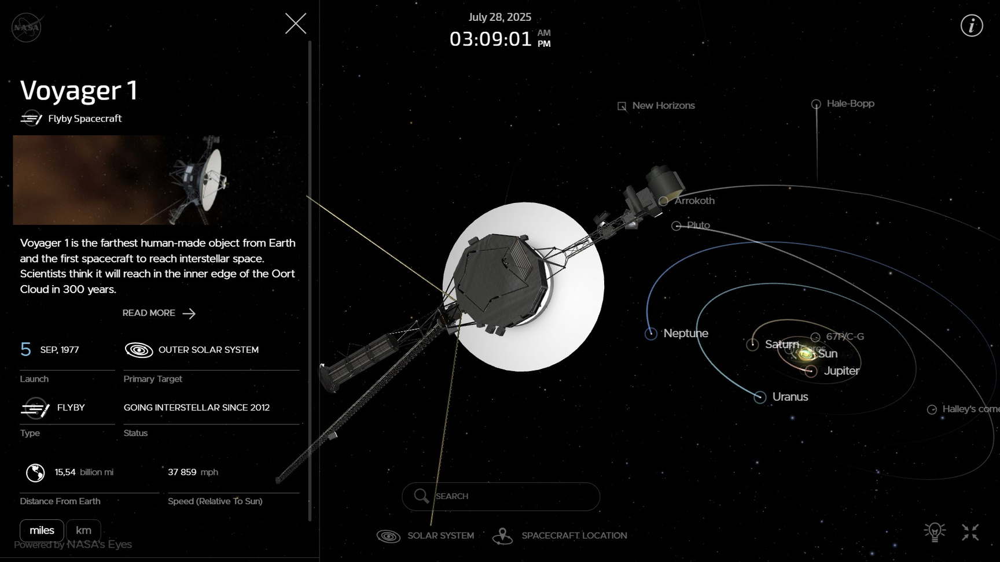 NASA
Voyager 1
Flyby Spacecraft
Voyager 1 is the farthest human-made object from Earth
and the first spacecraft to reach interstellar space.
Scientists think it will reach in the inner edge of the Oort
Cloud in 300 years.
READ MORE
5 SEP, 1977
OUTER SOLAR SYSTEM
Launch
Primary Target
FLYBY
GOING INTERSTELLAR SINCE 2012
Type
Status
15,54 billion mi
37 859 mph
Distance From Earth
Speed (Relative To Sun)
miles
km
Powered by NASA's Eyes
July 28, 2025
03:09:01 AM
PM
i
New Horizons
Hale-Bopp
Arrokoth
Pluto
Neptune
67P/C-G
Saturn
Ceres
Sun
Jupiter
Uranus
Halley's come
SEARCH
SOLAR SYSTEM
SPACECRAFT LOCATION